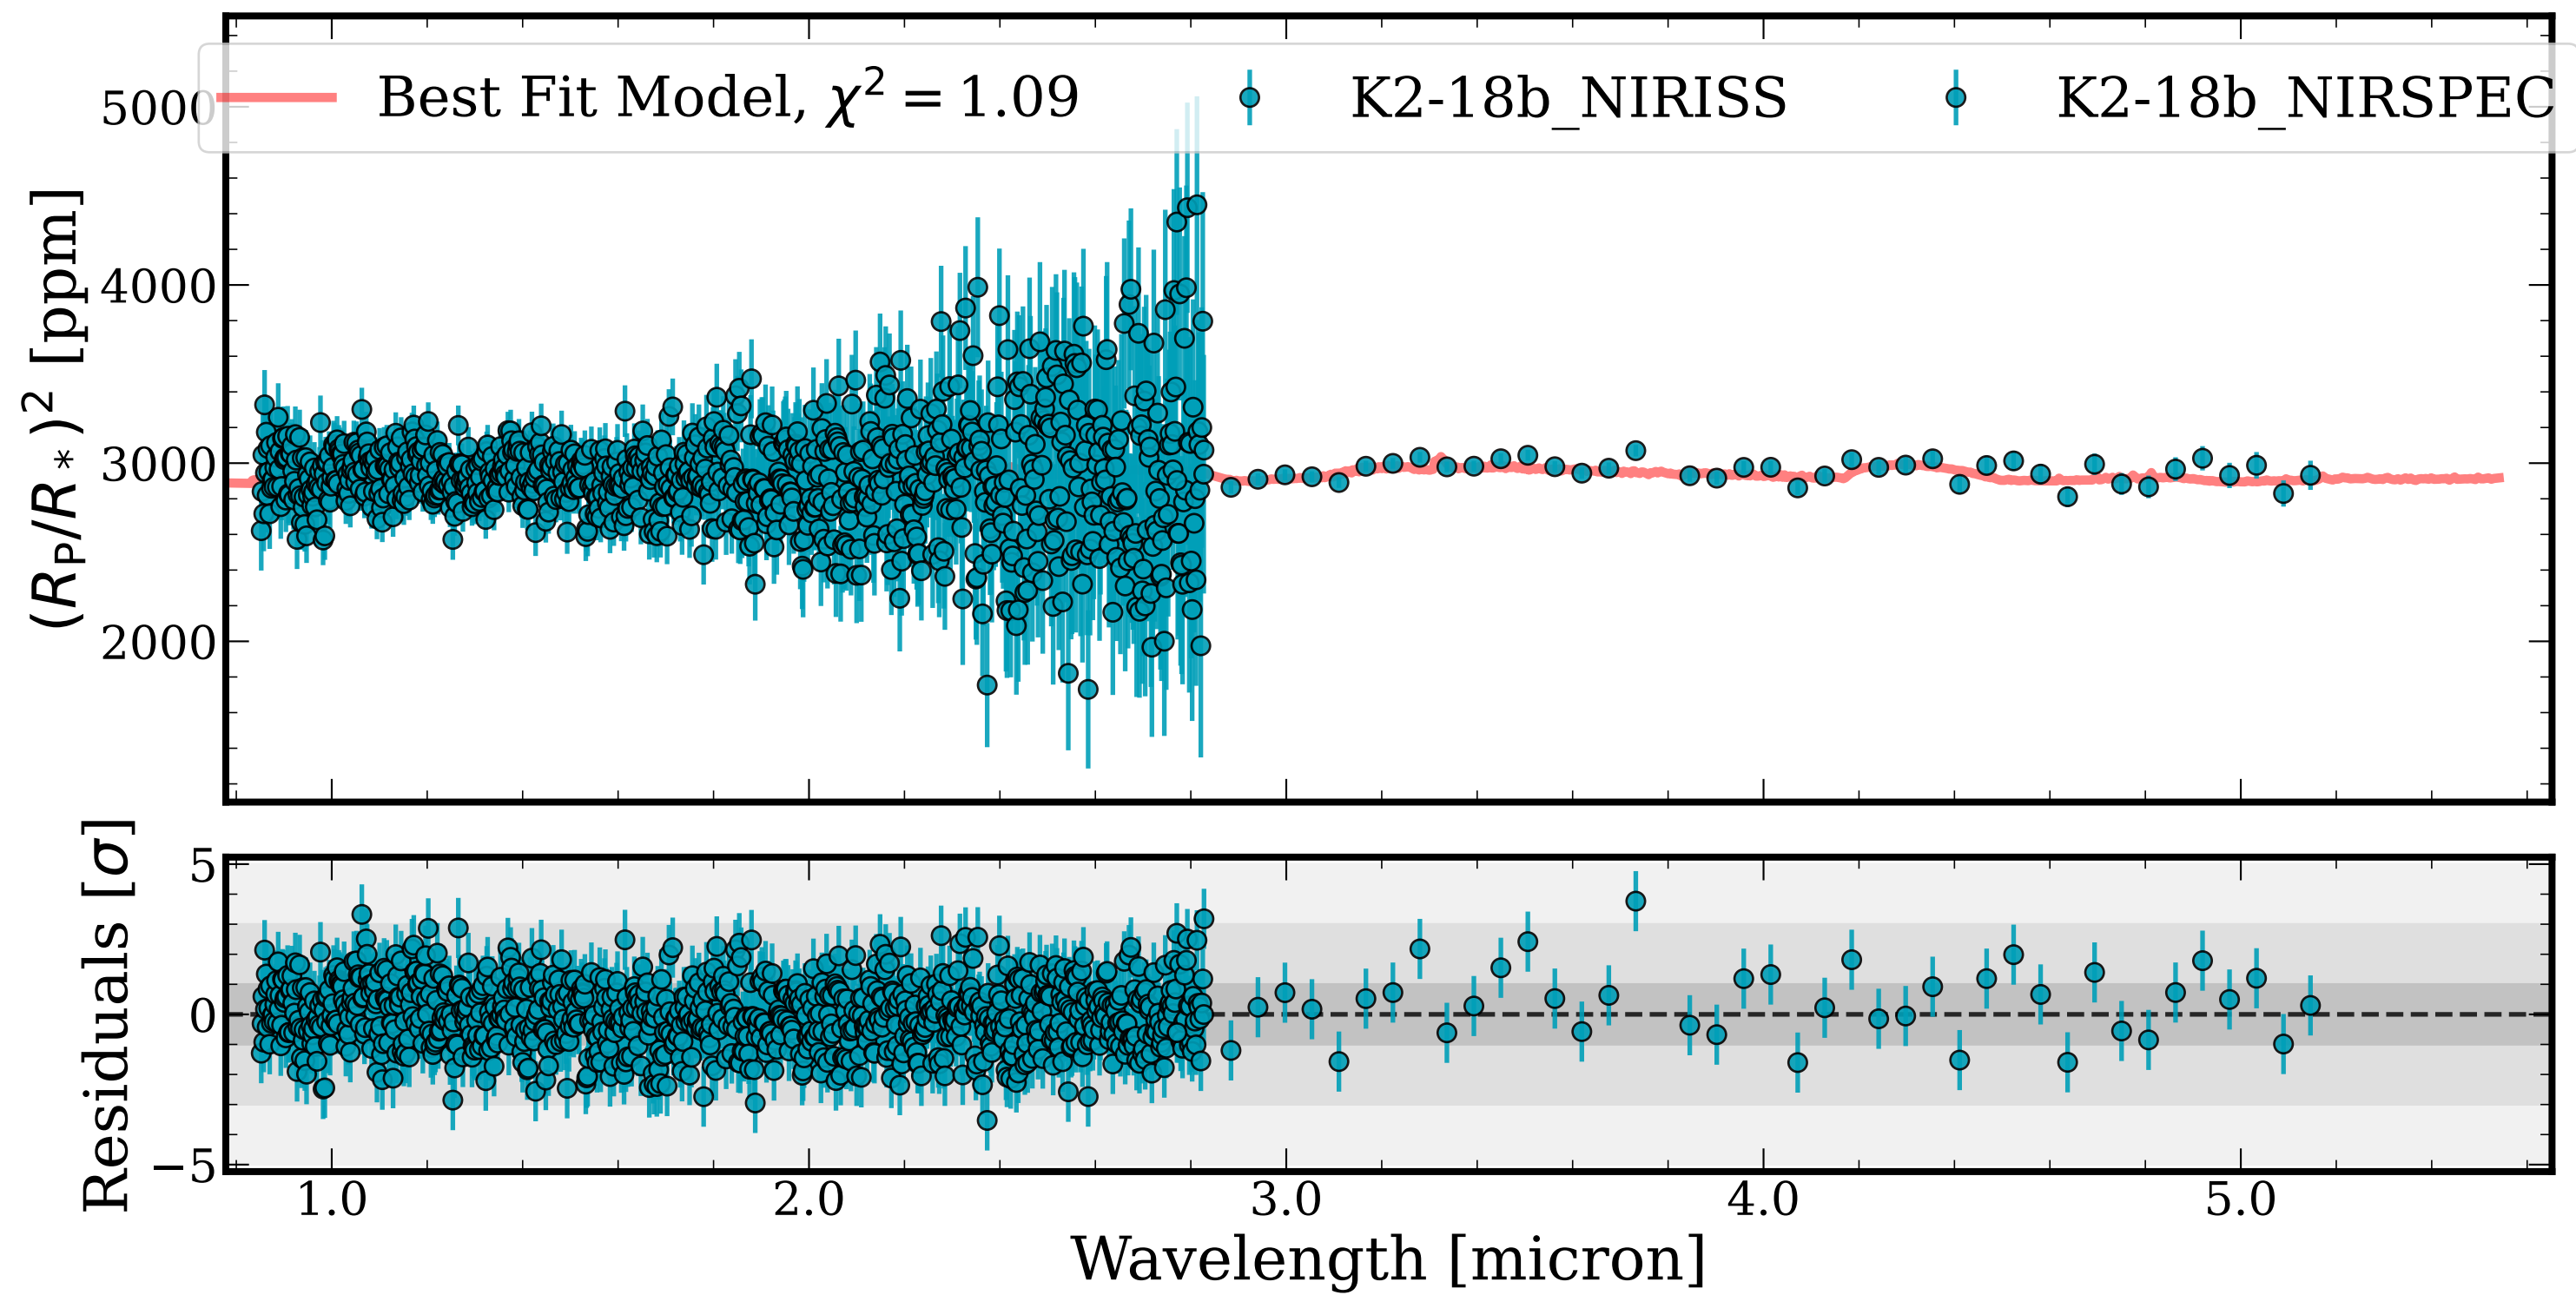 Best Fit Model, χ² = 1.09 K2-18b_NIRISS K2-18b_NIRSPEC
(R_P/R_*)² [ppm]
5000
4000
3000
2000
Residuals [σ]
5
0
−5
1.0 2.0 3.0 4.0 5.0
Wavelength [micron]